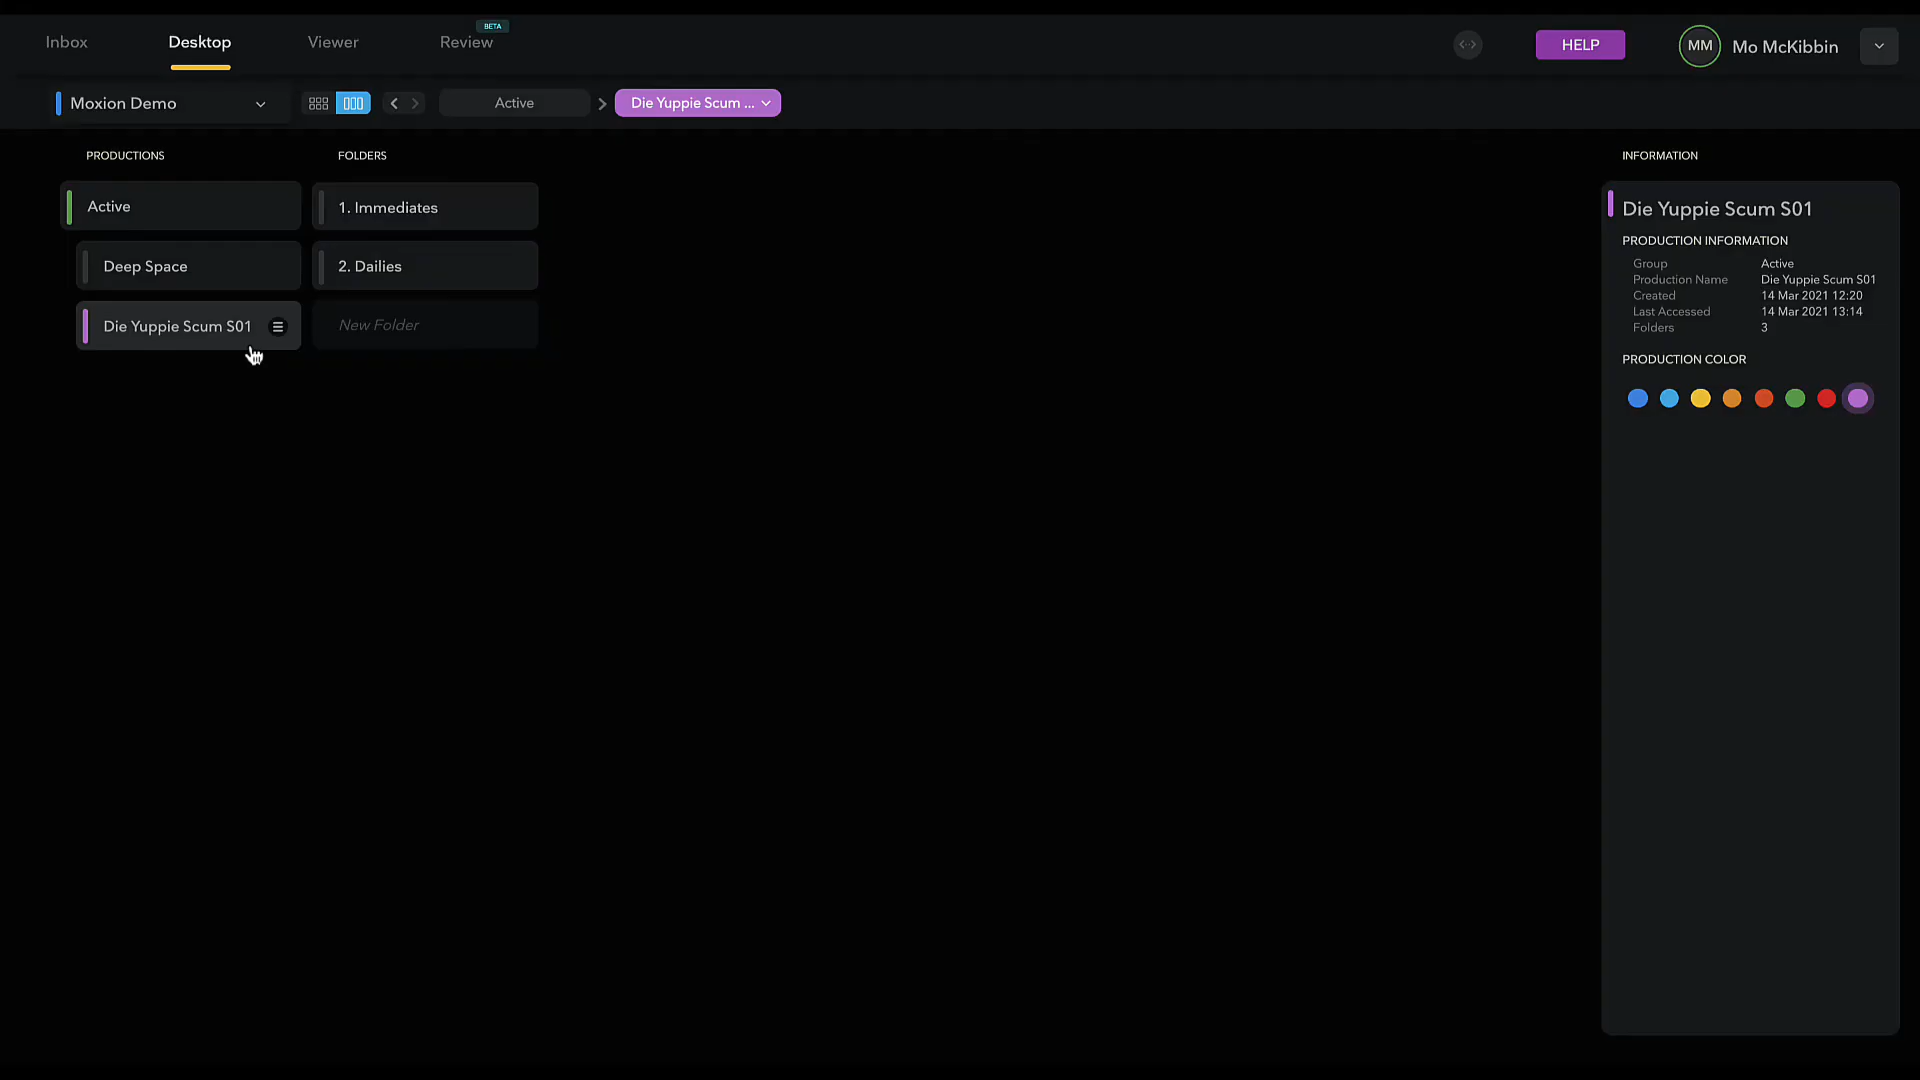 BETA
Inbox
Desktop
Viewer
Review
HELP
MM
Mo McKibbin
Moxion Demo
Active
Die Yuppie Scum ...
PRODUCTIONS
FOLDERS
INFORMATION
Active
1. Immediates
Die Yuppie Scum S01
PRODUCTION INFORMATION
Deep Space
2. Dailies
Group Active
Production Name Die Yuppie Scum S01
Created 14 Mar 2021 12:20
Last Accessed 14 Mar 2021 13:14
Folders 3
Die Yuppie Scum S01
New Folder
PRODUCTION COLOR